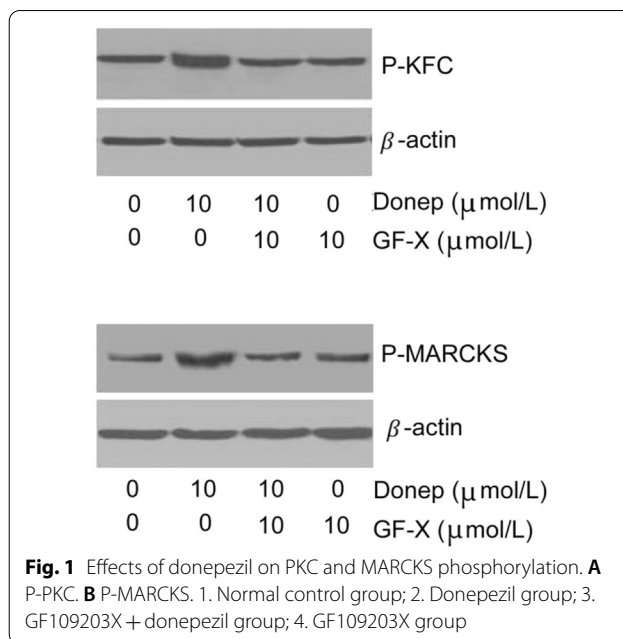 P-KFC
β-actin
0 10 10 0 Donep (μmol/L)
0 0 10 10 GF-X (μmol/L)
P-MARCKS
β-actin
0 10 10 0 Donep (μmol/L)
0 0 10 10 GF-X (μmol/L)
Fig. 1 Effects of donepezil on PKC and MARCKS phosphorylation. A
P-PKC. B P-MARCKS. 1. Normal control group; 2. Donepezil group; 3.
GF109203X + donepezil group; 4. GF109203X group